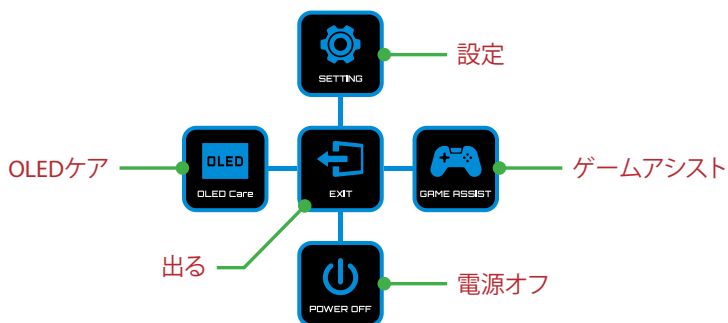 SETTING
設定
OLEDケア
OLED
OLED Care
EXIT
GAME ASSIST
ゲームアシスト
出る
POWER OFF
電源オフ